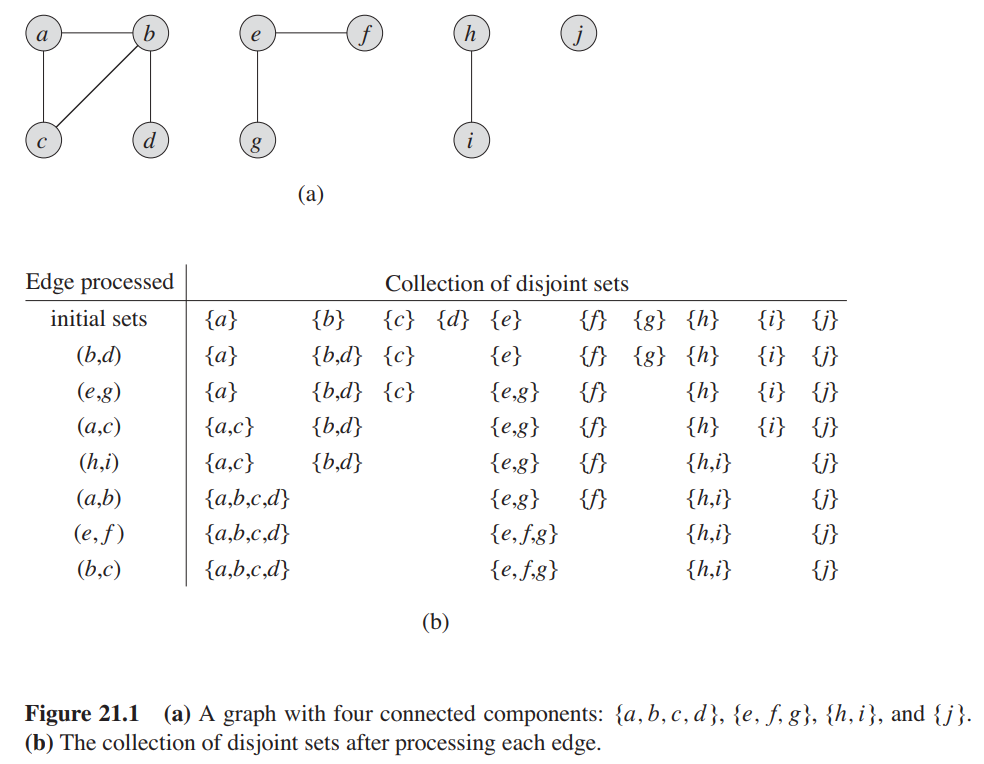 a b e f h j
c d g i
(a)
Edge processed Collection of disjoint sets
initial sets {a} {b} {c} {d} {e} {f} {g} {h} {i} {j}
(b,d) {a} {b,d} {c} {e} {f} {g} {h} {i} {j}
(e,g) {a} {b,d} {c} {e,g} {f} {h} {i} {j}
(a,c) {a,c} {b,d} {e,g} {f} {h} {i} {j}
(h,i) {a,c} {b,d} {e,g} {f} {h,i} {j}
(a,b) {a,b,c,d} {e,g} {f} {h,i} {j}
(e, f) {a,b,c,d} {e, f,g} {h,i} {j}
(b,c) {a,b,c,d} {e, f,g} {h,i} {j}
(b)
Figure 21.1 (a) A graph with four connected components: {a, b, c, d}, {e, f, g}, {h, i}, and {j}.
(b) The collection of disjoint sets after processing each edge.